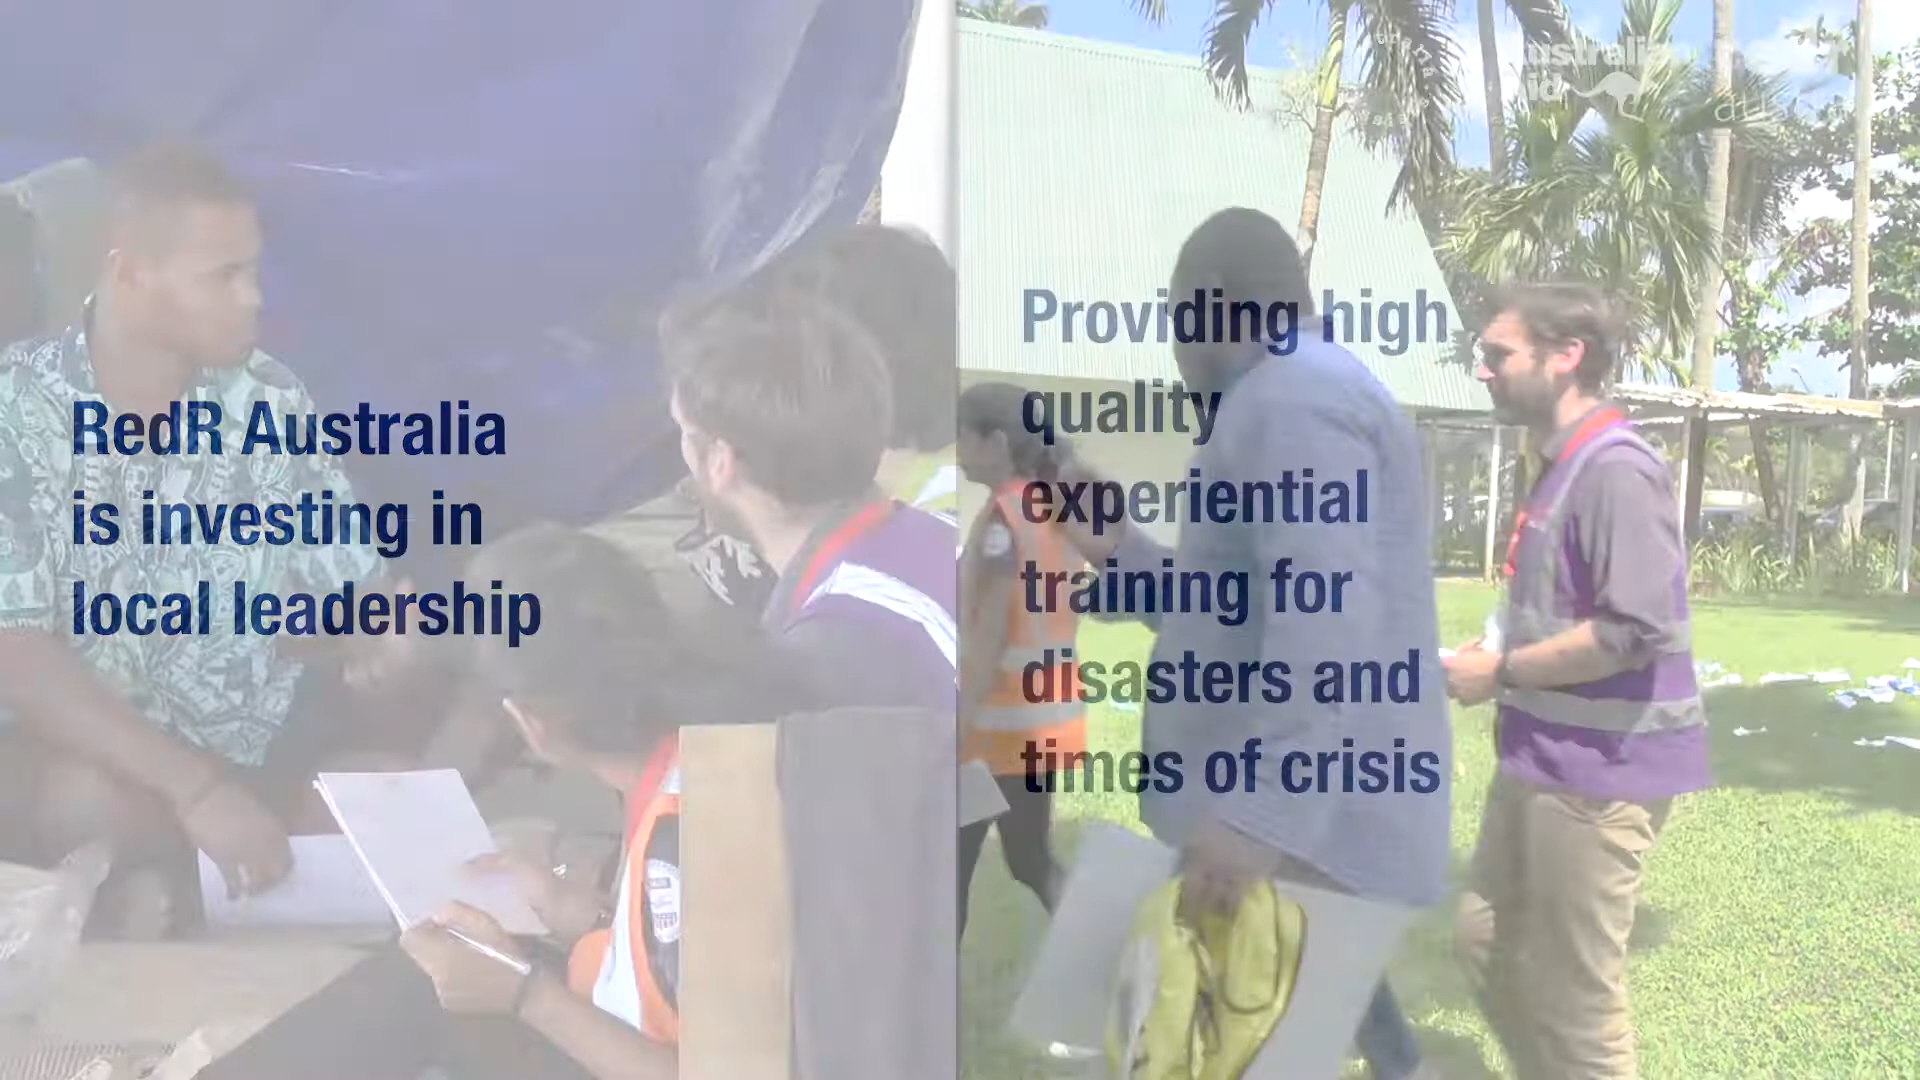 RedR Australia
is investing in
local leadership
Providing high
quality
experiential
training for
disasters and
times of crisis
Australian
Aid